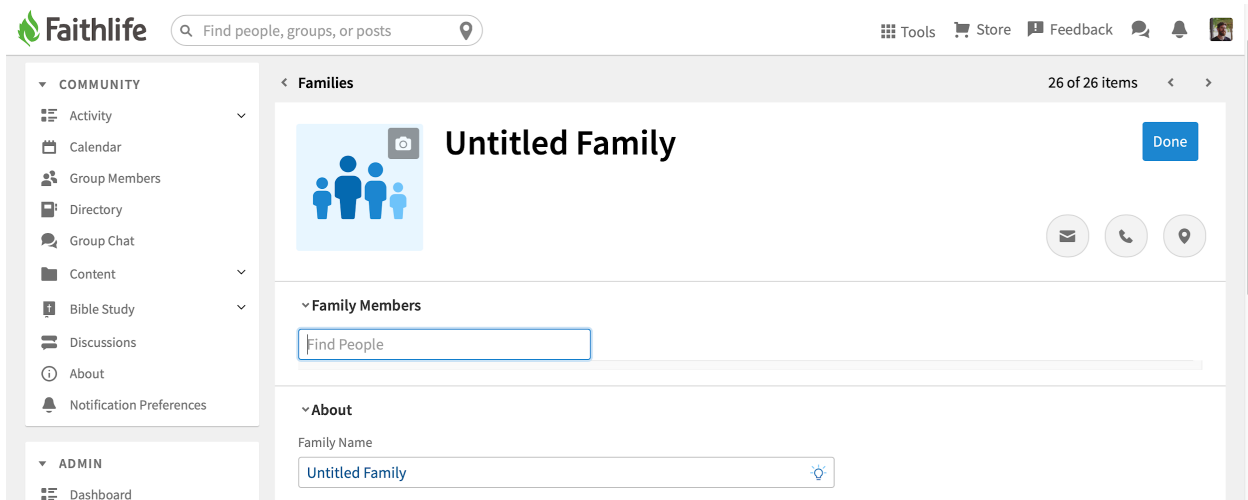 Faithlife
Find people, groups, or posts
Tools
Store
Feedback
COMMUNITY
Activity
Calendar
Group Members
Directory
Group Chat
Content
Bible Study
Discussions
About
Notification Preferences
ADMIN
Dashboard
Families
26 of 26 items
Untitled Family
Done
Family Members
Find People
About
Family Name
Untitled Family